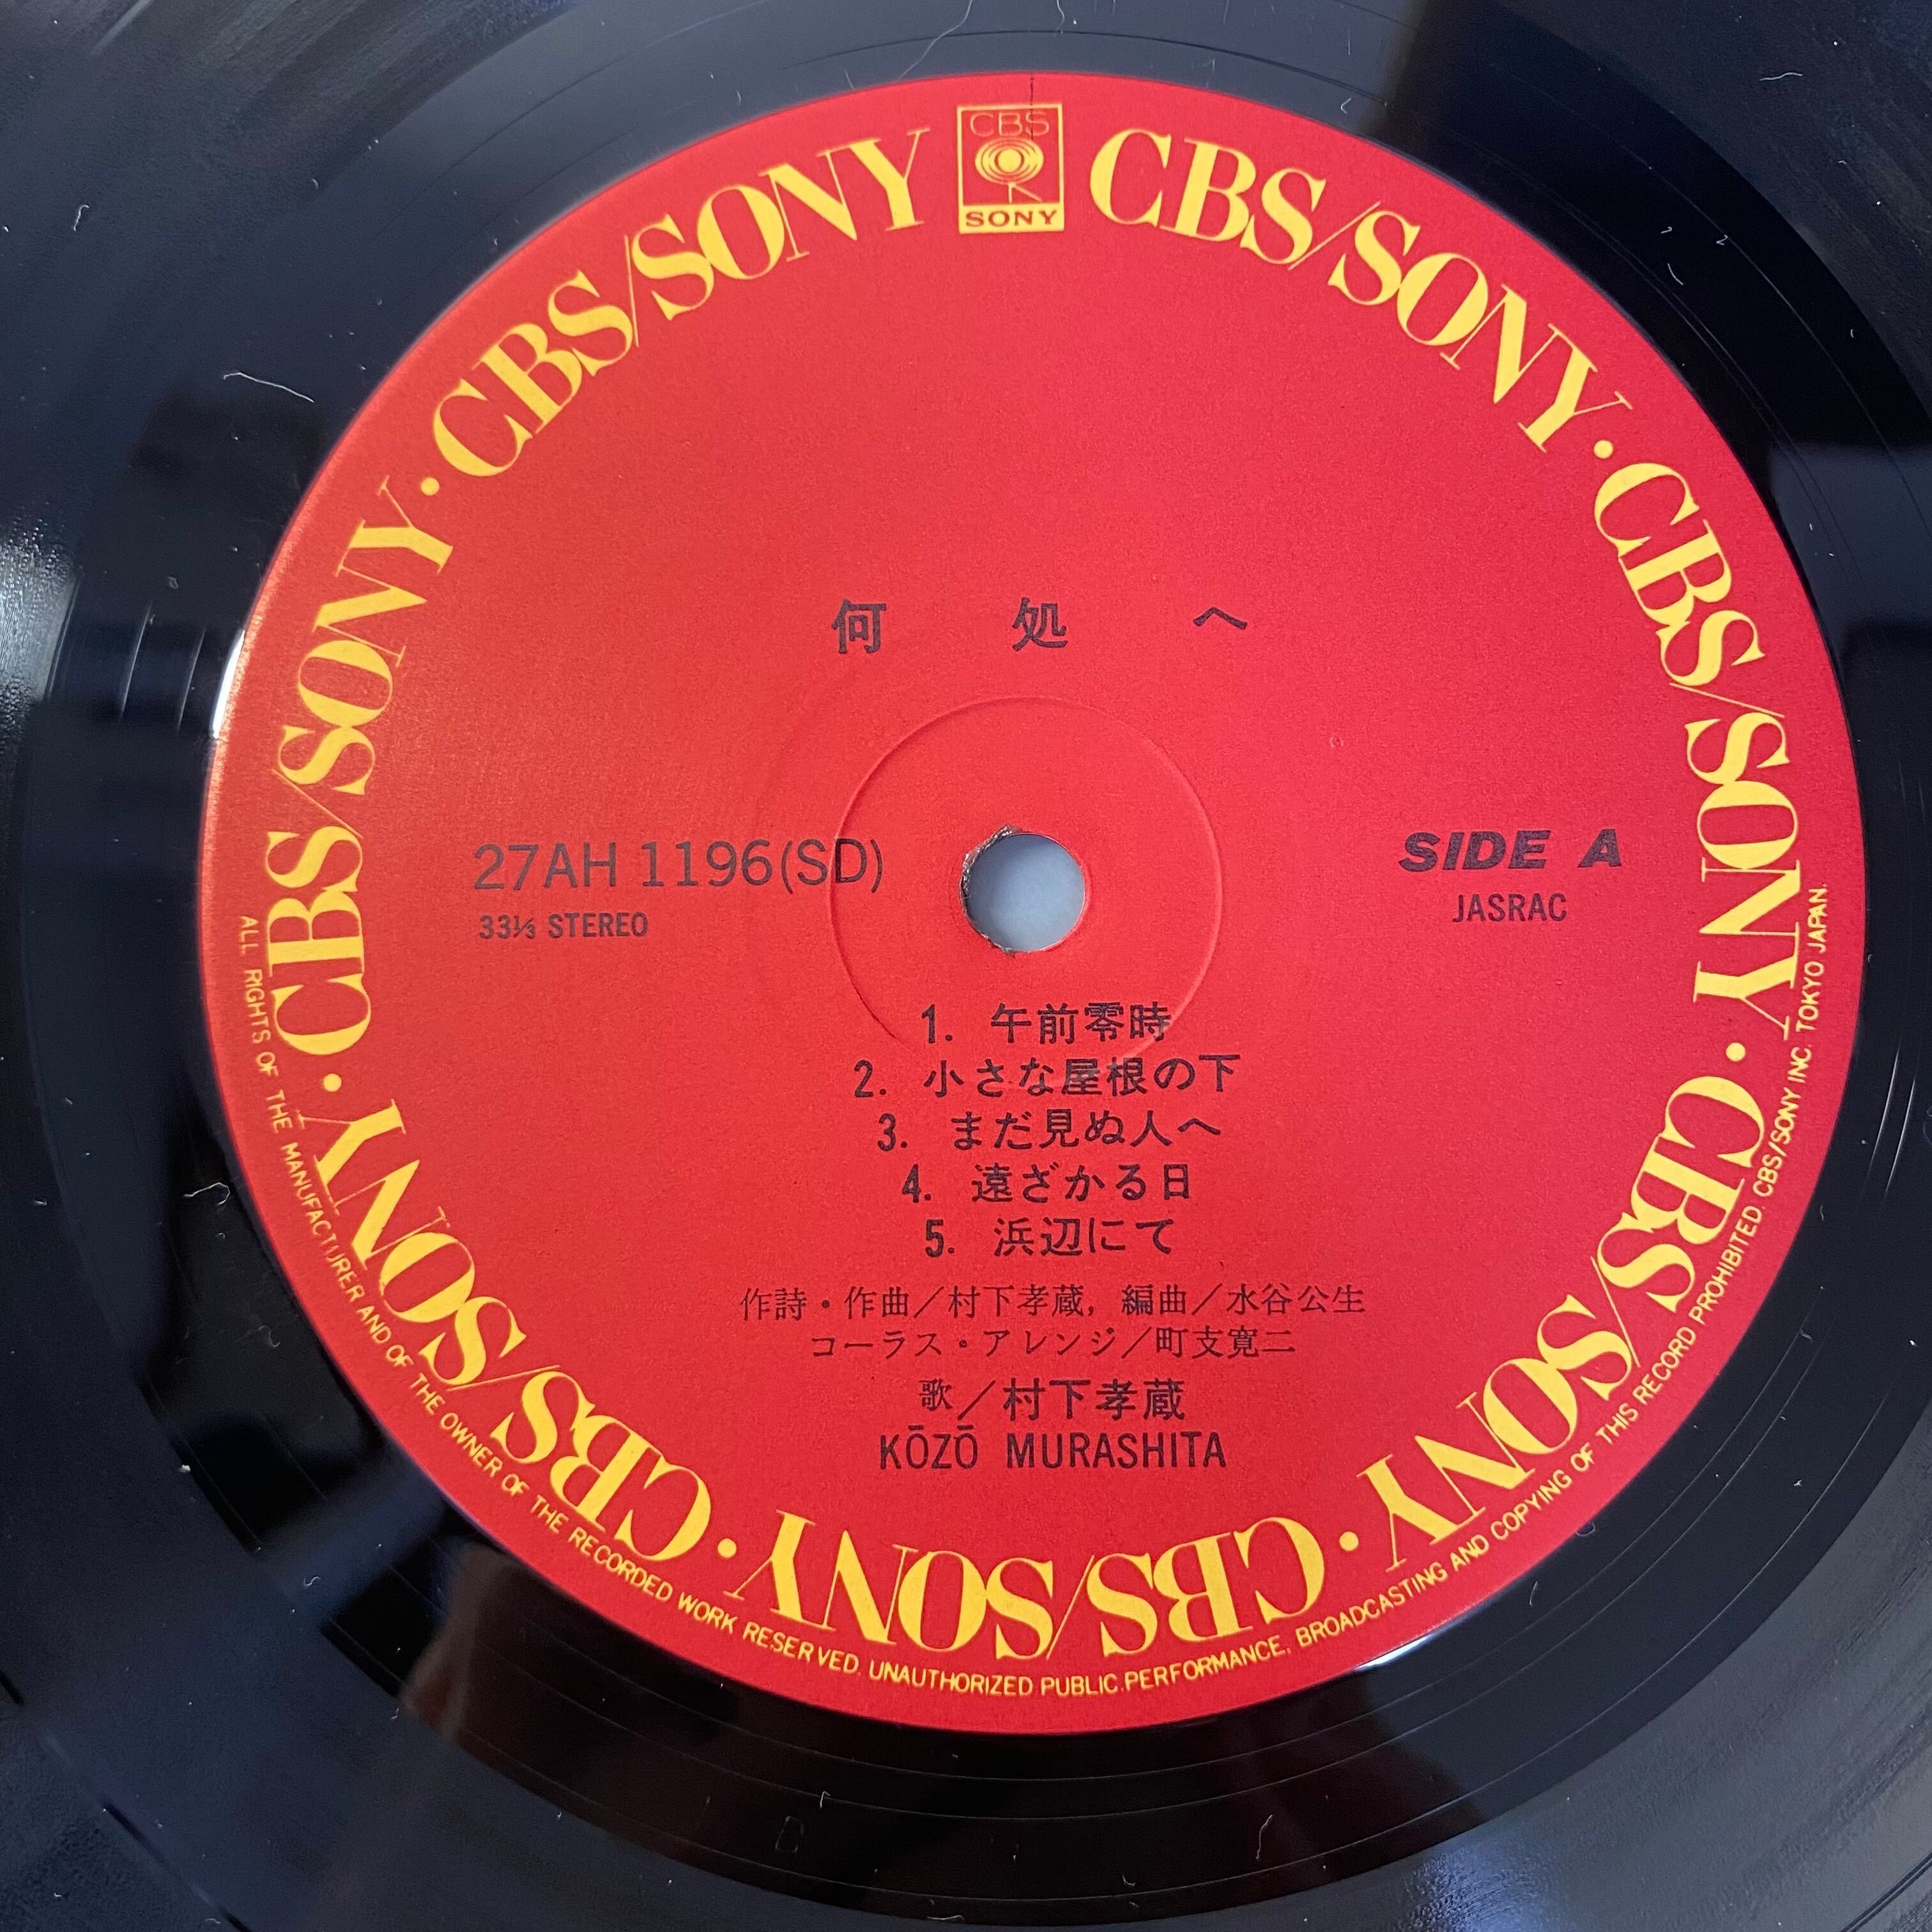 CBS
SONY
CBS/SONY · CBS/SONY · CBS/SONY · CBS/SONY · CBS/SONY · CBS/SONY · CBS/SONY · CBS/SONY
何処へ
27AH 1196(SD)
33⅓ STEREO
SIDE A
JASRAC
1. 午前零時
2. 小さな屋根の下
3. まだ見ぬ人へ
4. 遠ざかる日
5. 浜辺にて
作詩・作曲／村下孝蔵, 編曲／水谷公生
コーラス・アレンジ／町支寛二
歌／村下孝蔵
KŌZŌ MURASHITA
ALL RIGHTS OF THE MANUFACTURER AND OF THE OWNER OF THE RECORDED WORK RESERVED. UNAUTHORIZED PUBLIC PERFORMANCE, BROADCASTING AND COPYING OF THIS RECORD PROHIBITED. CBS/SONY INC. TOKYO JAPAN.